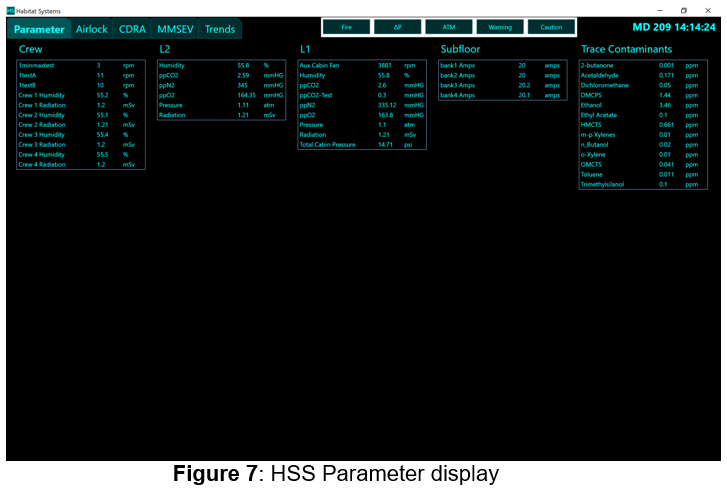 HS Habitat Systems
Parameter Airlock CDRA MMSEV Trends Fire ΔP ATM Warning Caution MD 209 14:14:24
Crew
1minmaxtest 3 rpm
1testA 11 rpm
1testB 10 rpm
Crew 1 Humidity 55.2 %
Crew 1 Radiation 1.2 mSv
Crew 2 Humidity 55.1 %
Crew 2 Radiation 1.21 mSv
Crew 3 Humidity 55.4 %
Crew 3 Radiation 1.2 mSv
Crew 4 Humidity 55.5 %
Crew 4 Radiation 1.2 mSv
L2
Humidity 55.8 %
ppCO2 2.59 mmHG
ppN2 345 mmHG
ppO2 164.35 mmHG
Pressure 1.11 atm
Radiation 1.21 mSv
L1
Aux Cabin Fan 3881 rpm
Humidity 55.8 %
ppCO2 2.6 mmHG
ppCO2-Test 0.3 mmHG
ppN2 335.12 mmHG
ppO2 163.8 mmHG
Pressure 1.1 atm
Radiation 1.21 mSv
Total Cabin Pressure 14.71 psi
Subfloor
bank1 Amps 20 amps
bank2 Amps 20 amps
bank3 Amps 20.2 amps
bank4 Amps 20.1 amps
Trace Contaminants
2-butanone 0.001 ppm
Acetaldehyde 0.171 ppm
Dichloromethane 0.05 ppm
DMCPS 1.44 ppm
Ethanol 3.46 ppm
Ethyl Acetate 0.1 ppm
HMCTS 0.661 ppm
m-p Xylenes 0.01 ppm
n_Butanol 0.02 ppm
o-Xylene 0.01 ppm
OMCTS 0.041 ppm
Toluene 0.011 ppm
Trimethylsilanol 0.1 ppm
Figure 7: HSS Parameter display